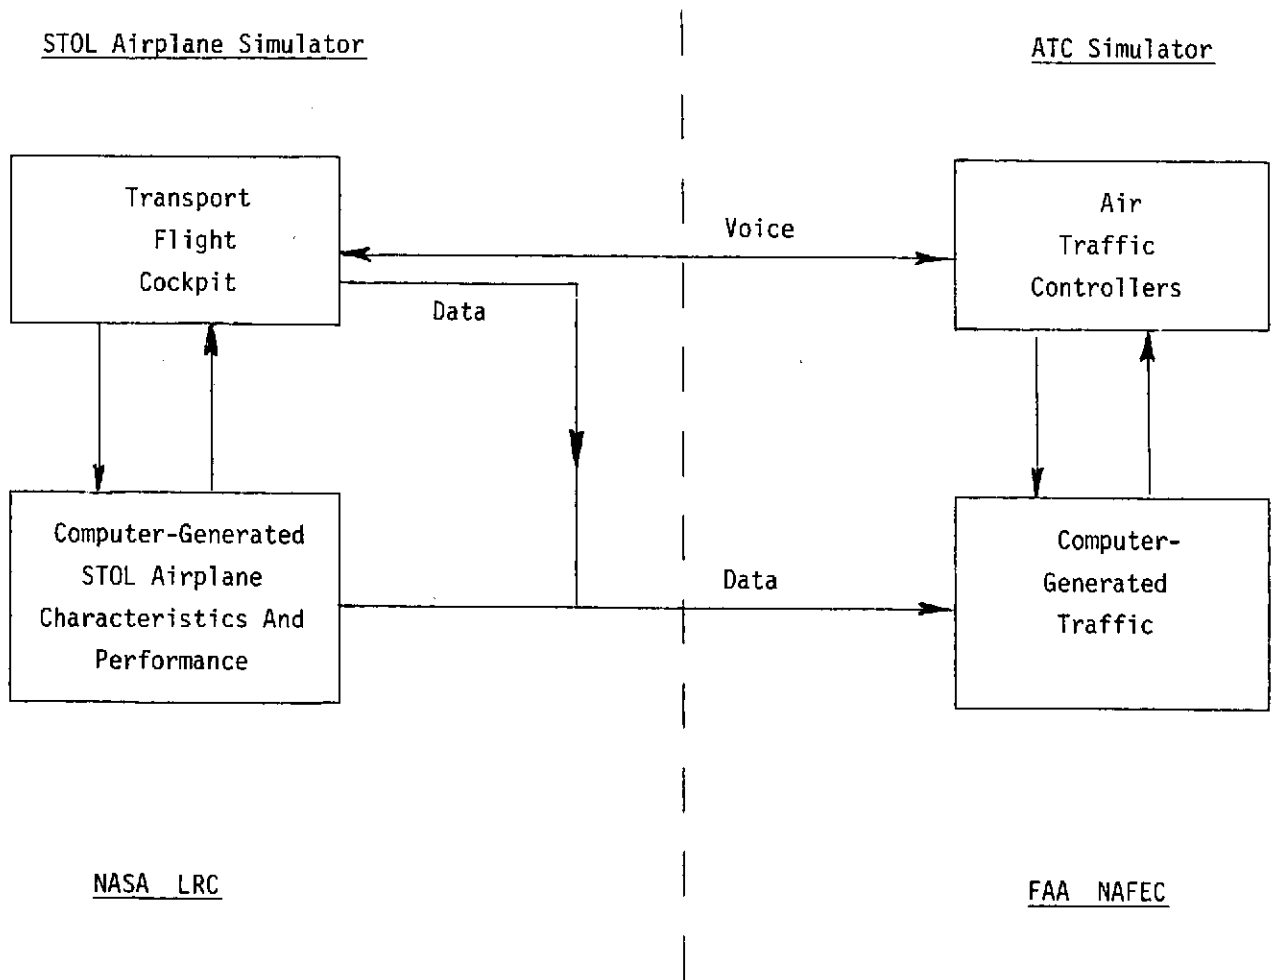 STOL Airplane Simulator
ATC Simulator
Transport
Flight
Cockpit
Voice
Data
Air
Traffic
Controllers
Computer-Generated
STOL Airplane
Characteristics And
Performance
Data
Computer-
Generated
Traffic
NASA LRC
FAA NAFEC